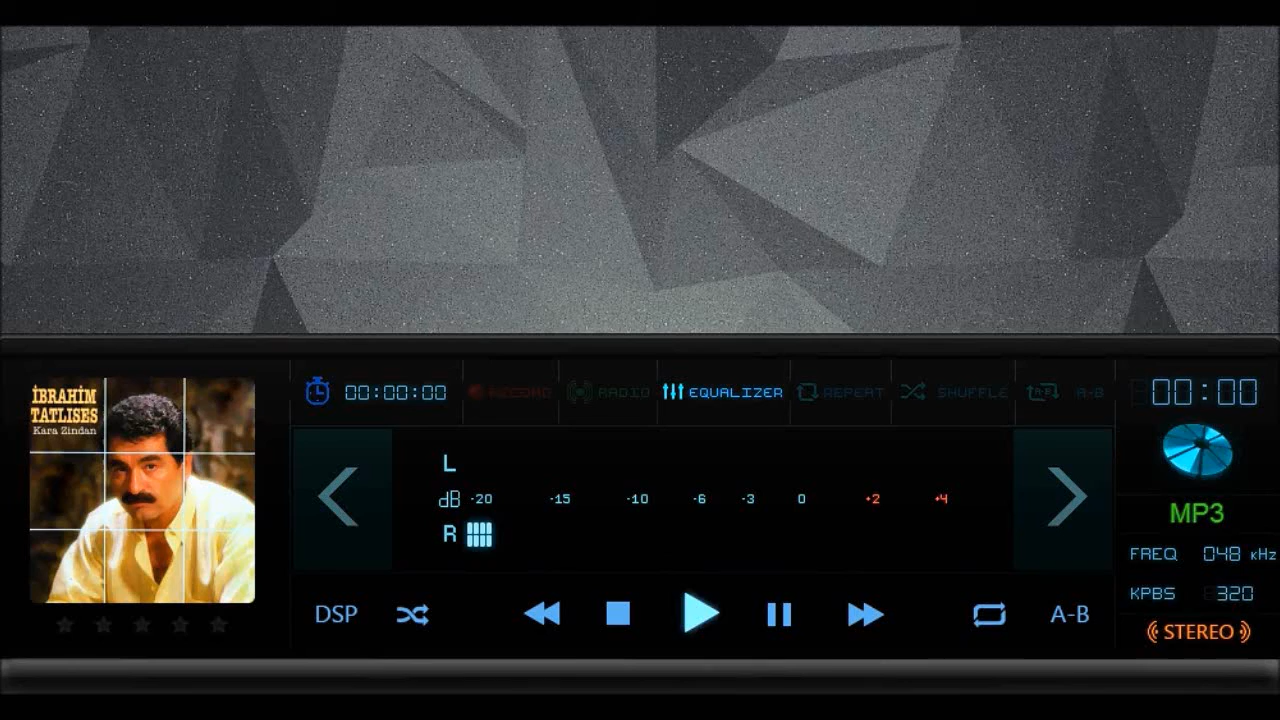 İBRAHİM
TATLISES
Kara Zindan
00:00:00
RECORD
RADIO
EQUALIZER
REPEAT
SHUFFLE
A-B
A-B
00:00
L
dB -20 -15 -10 -6 -3 0 +2 +4
R
MP3
FREQ 048 KHz
KPBS 320
DSP
A-B
STEREO